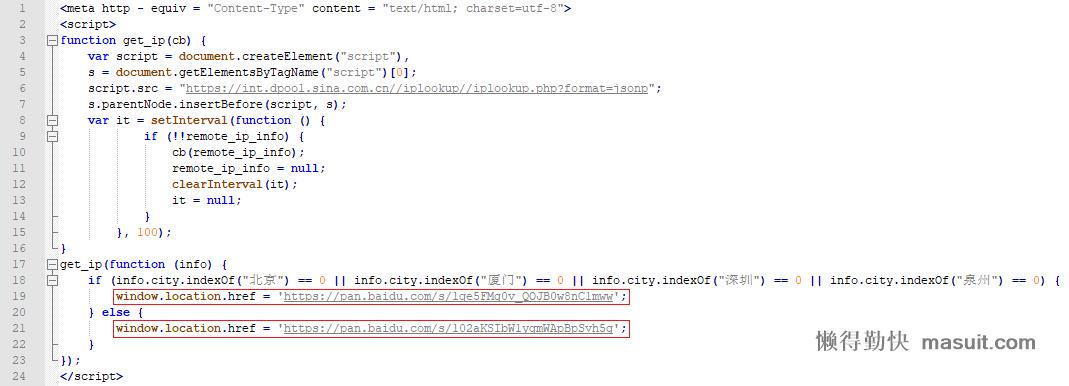 1 <meta http - equiv = "Content-Type" content = "text/html; charset=utf-8">
2 <script>
3 function get_ip(cb) {
4 var script = document.createElement("script"),
5 s = document.getElementsByTagName("script")[0];
6 script.src = "https://int.dpool.sina.com.cn//iplookup//iplookup.php?format=jsonp";
7 s.parentNode.insertBefore(script, s);
8 var it = setInterval(function () {
9 if (!!remote_ip_info) {
10 cb(remote_ip_info);
11 remote_ip_info = null;
12 clearInterval(it);
13 it = null;
14 }
15 }, 100);
16 }
17 get_ip(function (info) {
18 if (info.city.indexOf("北京") == 0 || info.city.indexOf("厦门") == 0 || info.city.indexOf("深圳") == 0 || info.city.indexOf("泉州") == 0) {
19 window.location.href = 'https://pan.baidu.com/s/1qe5FMq0v_QOJB0w8nClmww';
20 } else {
21 window.location.href = 'https://pan.baidu.com/s/102aKSIbWlyqmWApBpSvh5g';
22 }
23 });
24 </script>
懒得勤快 masuit.com